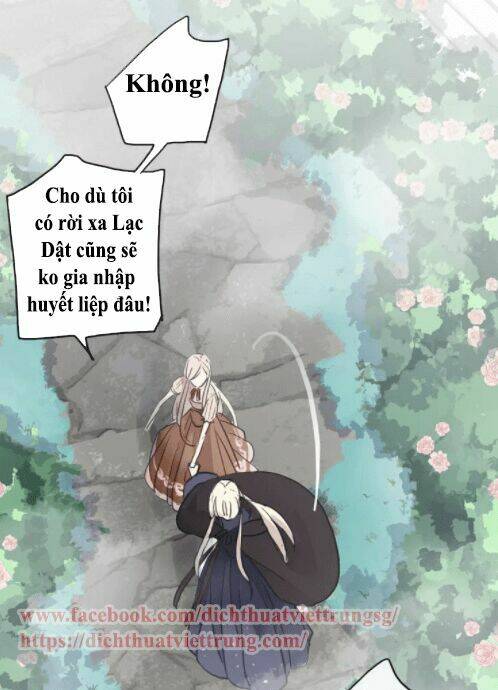 Không!
Cho dù tôi
có rời xa Lạc
Dật cũng sẽ
ko gia nhập
huyết liệp đâu!
www.facebook.com/dichthuatviettrungsg/
https://dichthuatviettrung.com/